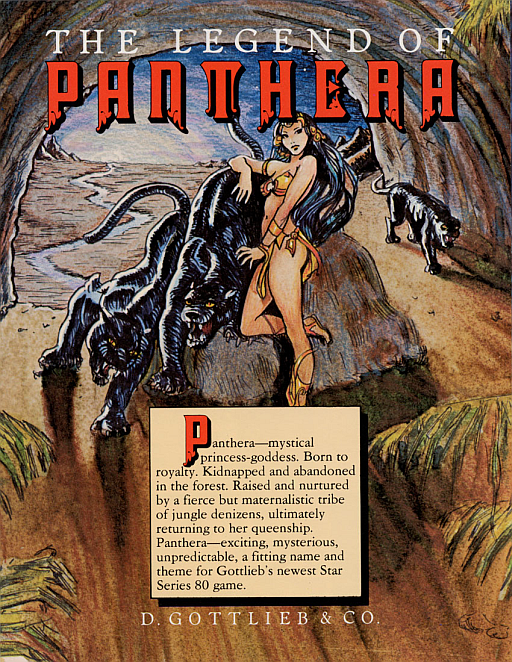 THE LEGEND OF
PANTHERA
Panthera—mystical
princess-goddess. Born to
royalty. Kidnapped and abandoned
in the forest. Raised and nurtured
by a fierce but maternalistic tribe
of jungle denizens, ultimately
returning to her queenship.
Panthera—exciting, mysterious,
unpredictable, a fitting name and
theme for Gottlieb's newest Star
Series 80 game.
D. GOTTLIEB & CO.